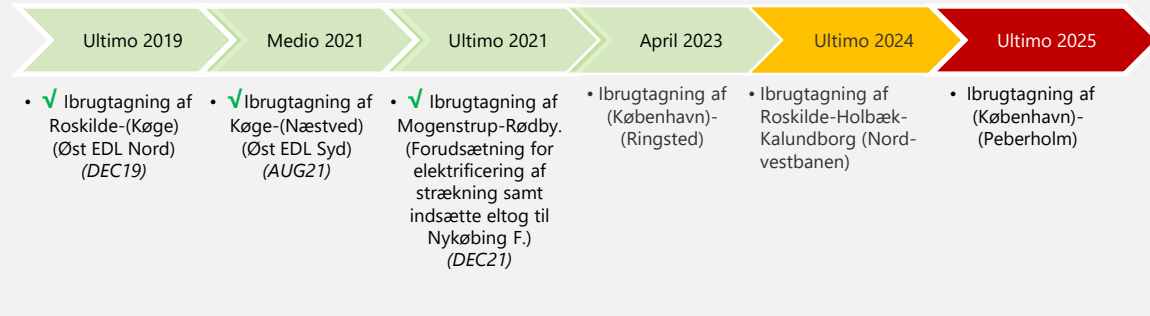 Ultimo 2019
Medio 2021
Ultimo 2021
April 2023
Ultimo 2024
Ultimo 2025
• √ Ibrugtagning af
Roskilde-(Køge)
(Øst EDL Nord)
(DEC19)
• √Ibrugtagning af
Køge-(Næstved)
(Øst EDL Syd)
(AUG21)
• √ Ibrugtagning af
Mogenstrup-Rødby.
(Forudsætning for
elektrificering af
strækning samt
indsætte eltog til
Nykøbing F.)
(DEC21)
• Ibrugtagning af
(København)-
(Ringsted)
• Ibrugtagning af
Roskilde-Holbæk-
Kalundborg (Nord-
vestbanen)
• Ibrugtagning af
(København)-
(Peberholm)